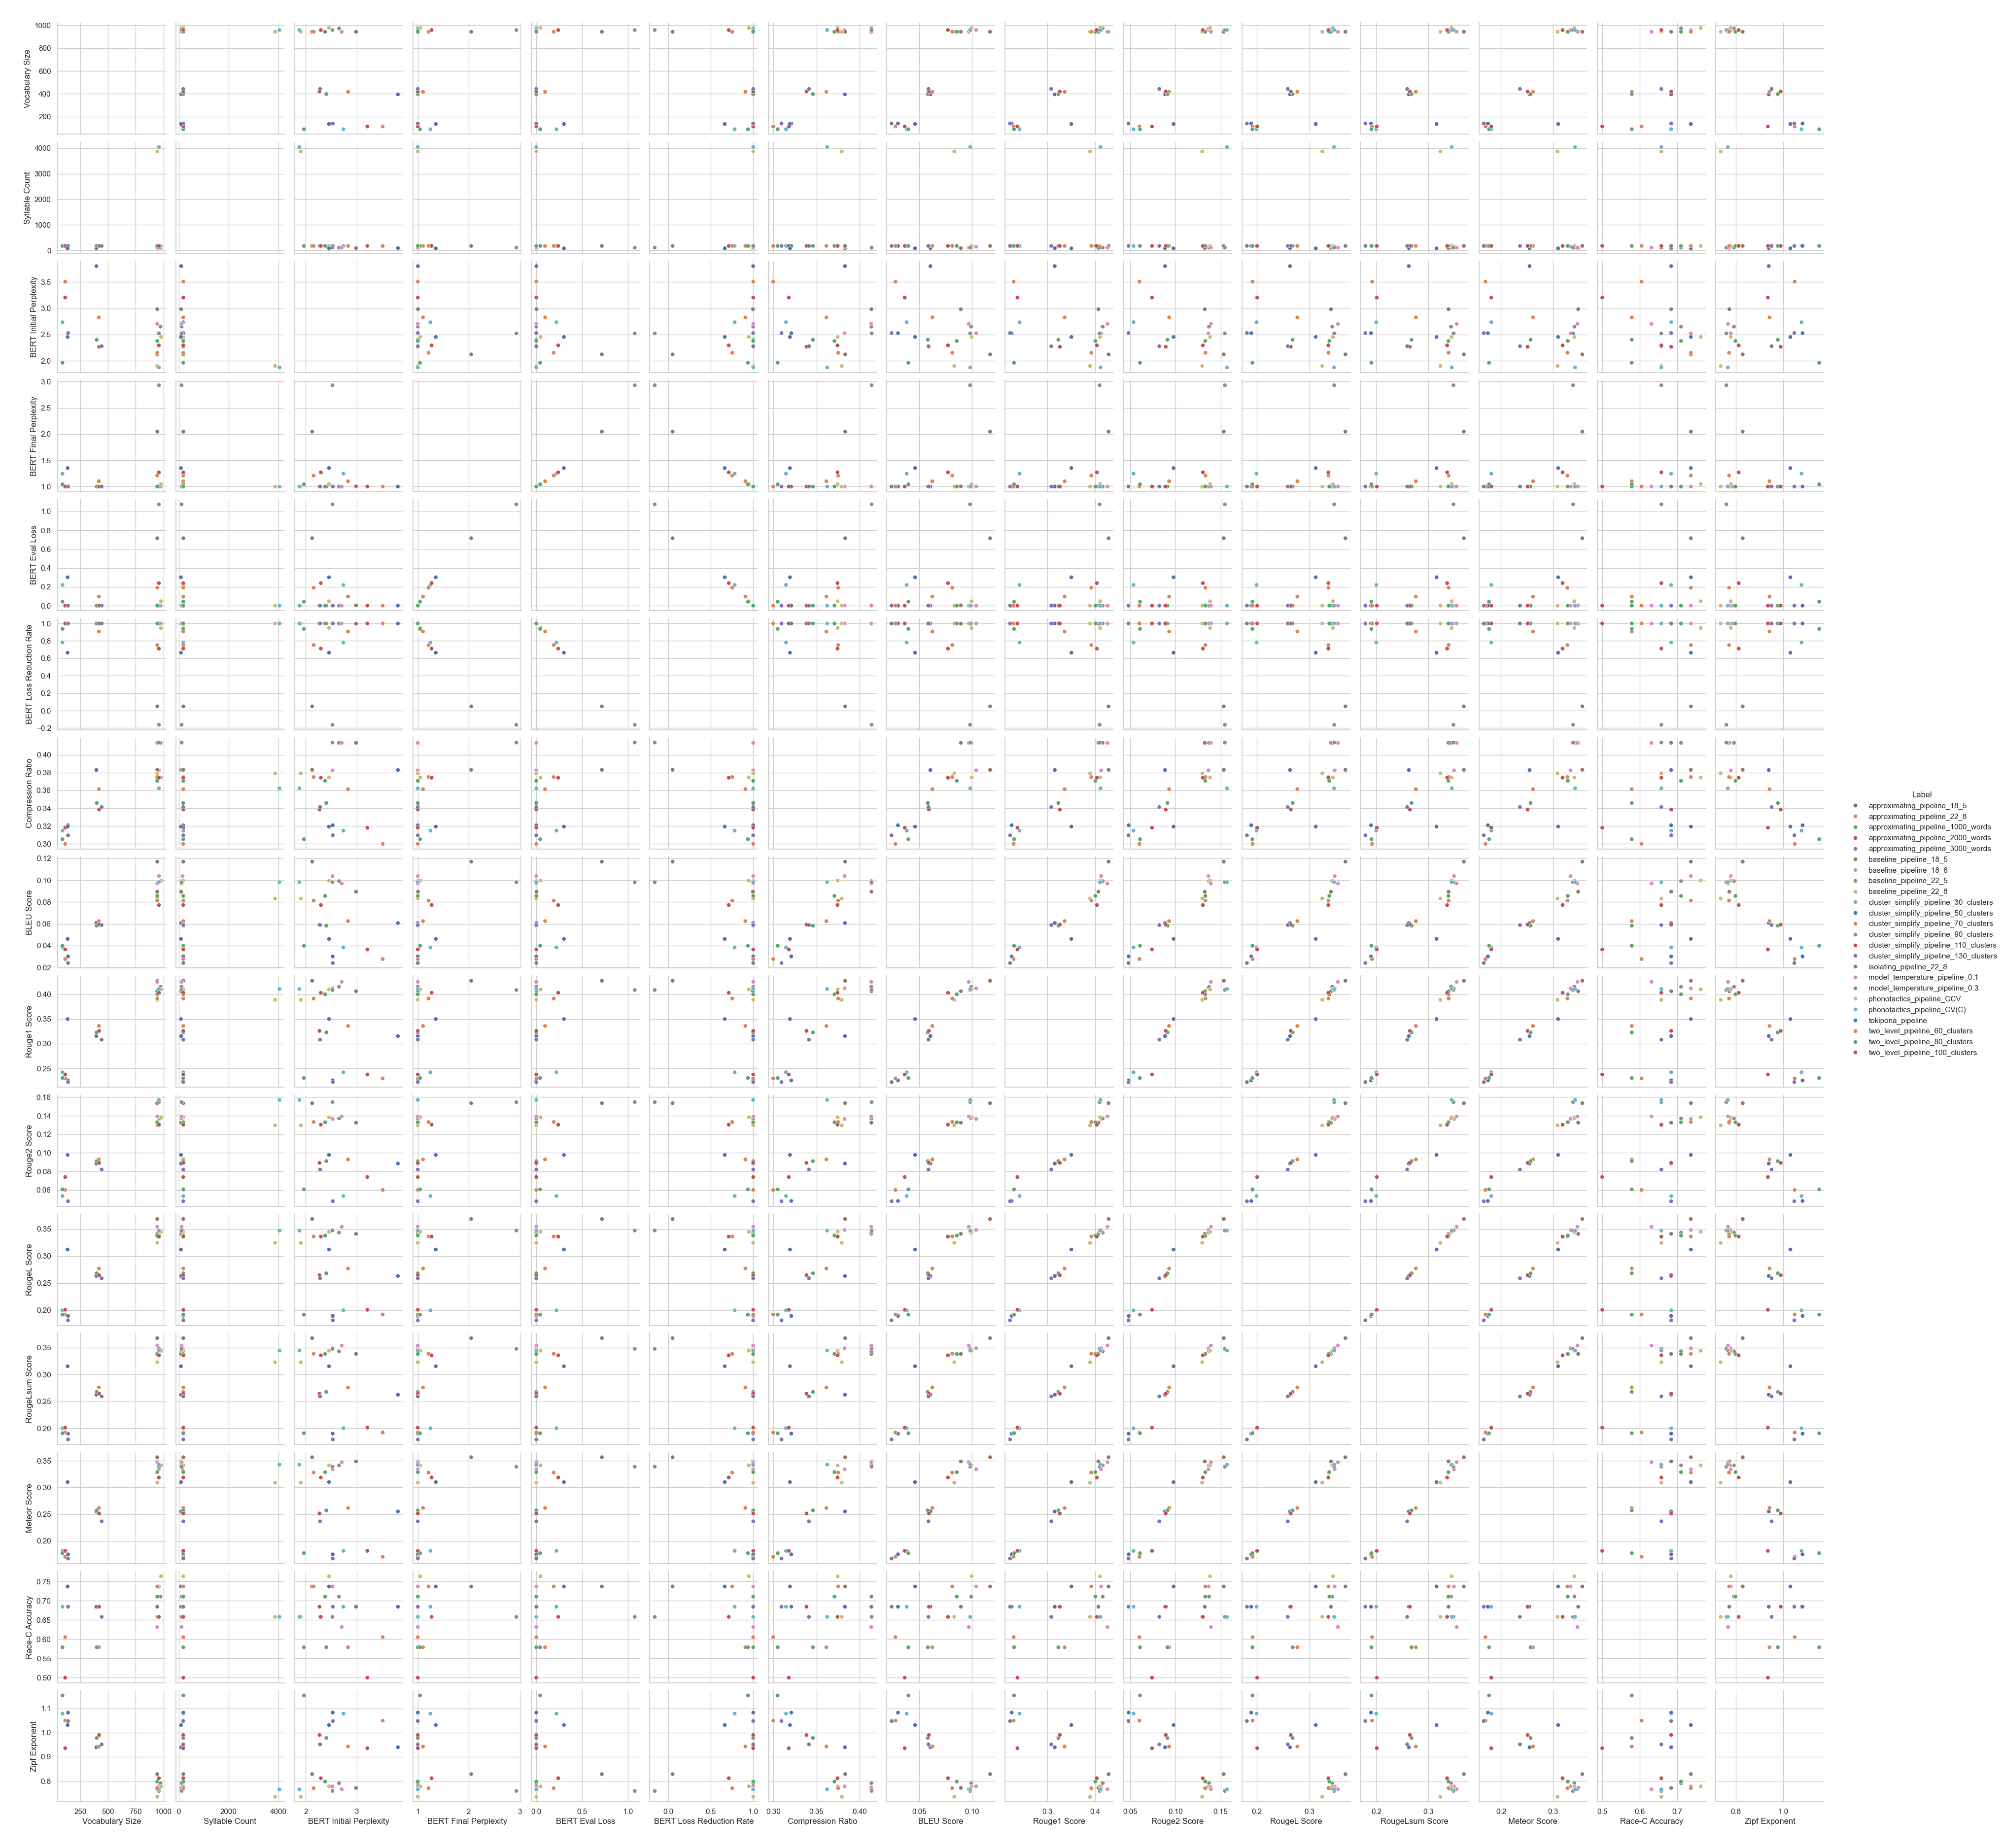 1000
800
600
400
200
Vocabulary Size
4000
3000
2000
1000
0
Syllable Count
3.5
3.0
2.5
2.0
BERT Initial Perplexity
3.0
2.5
2.0
1.5
1.0
BERT Final Perplexity
1.0
0.8
0.6
0.4
0.2
0.0
BERT Eval Loss
1.0
0.8
0.6
0.4
0.2
0.0
−0.2
BERT Loss Reduction Rate
0.40
0.38
0.36
0.34
0.32
0.30
Compression Ratio
0.12
0.10
0.08
0.06
0.04
0.02
BLEU Score
0.40
0.35
0.30
0.25
Rouge1 Score
0.16
0.14
0.12
0.10
0.08
0.06
Rouge2 Score
0.35
0.30
0.25
0.20
RougeL Score
0.35
0.30
0.25
0.20
RougeLsum Score
0.35
0.30
0.25
0.20
Meteor Score
0.75
0.70
0.65
0.60
0.55
0.50
Race-C Accuracy
1.1
1.0
0.9
0.8
Zipf Exponent
250 500 750 1000
0 2000 4000
2 3
1 2 3
0.0 0.5 1.0
0.0 0.5 1.0
0.30 0.35 0.40
0.05 0.10
0.3 0.4
0.05 0.10 0.15
0.2 0.3
0.2 0.3
0.2 0.3
0.5 0.6 0.7
0.8 1.0
Vocabulary Size
Syllable Count
BERT Initial Perplexity
BERT Final Perplexity
BERT Eval Loss
BERT Loss Reduction Rate
Compression Ratio
BLEU Score
Rouge1 Score
Rouge2 Score
RougeL Score
RougeLsum Score
Meteor Score
Race-C Accuracy
Zipf Exponent
Label
approximating_pipeline_18_5
approximating_pipeline_22_8
approximating_pipeline_1000_words
approximating_pipeline_2000_words
approximating_pipeline_3000_words
baseline_pipeline_18_5
baseline_pipeline_18_8
baseline_pipeline_22_5
baseline_pipeline_22_8
cluster_simplify_pipeline_30_clusters
cluster_simplify_pipeline_50_clusters
cluster_simplify_pipeline_70_clusters
cluster_simplify_pipeline_90_clusters
cluster_simplify_pipeline_110_clusters
cluster_simplify_pipeline_130_clusters
isolating_pipeline_22_8
model_temperature_pipeline_0.1
model_temperature_pipeline_0.3
phonotactics_pipeline_CCV
phonotactics_pipeline_CV(C)
tokipona_pipeline
two_level_pipeline_60_clusters
two_level_pipeline_80_clusters
two_level_pipeline_100_clusters